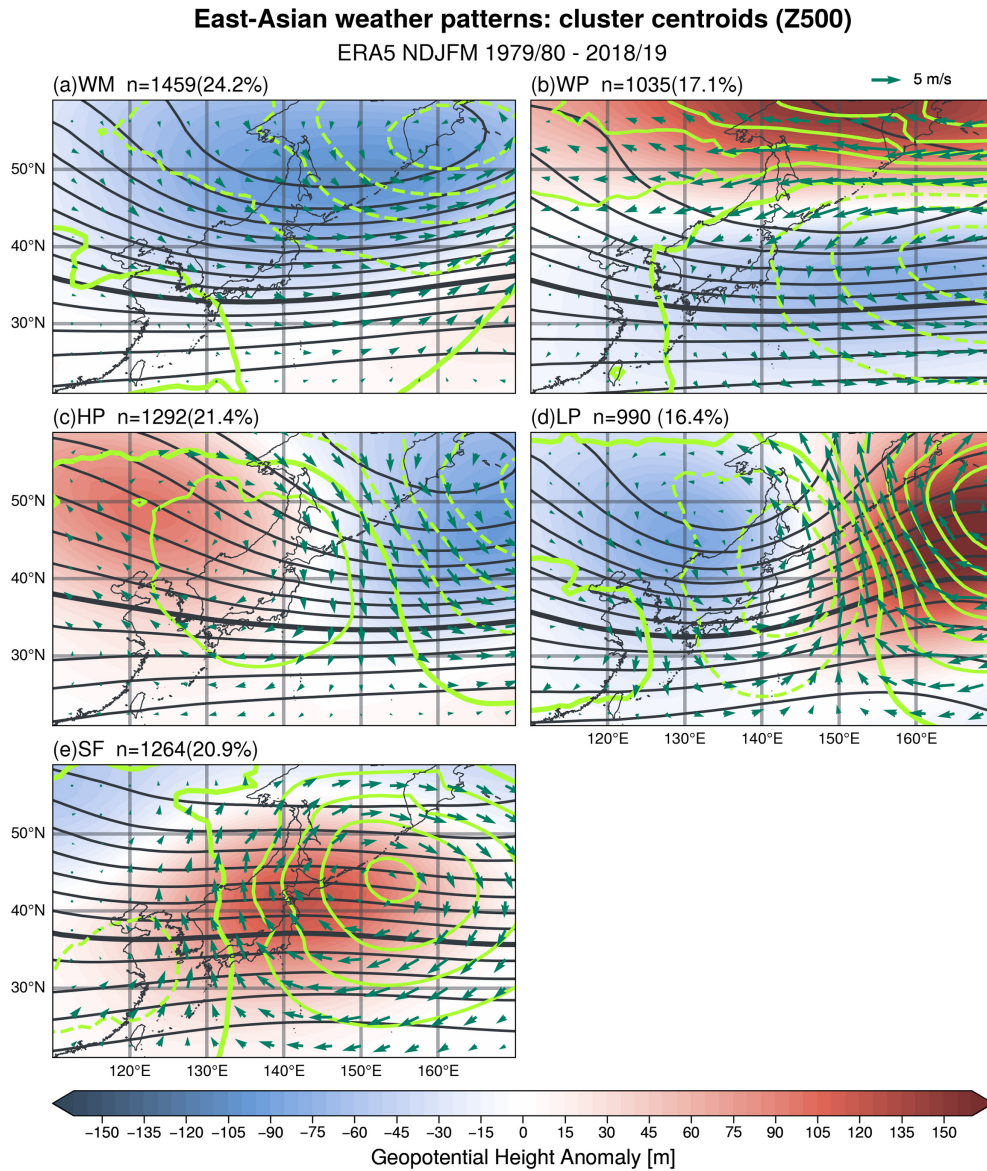 East-Asian weather patterns: cluster centroids (Z500)
ERA5 NDJFM 1979/80 - 2018/19
(a)WM n=1459(24.2%)
(b)WP n=1035(17.1%)
5 m/s
50°N
40°N
30°N
(c)HP n=1292(21.4%)
(d)LP n=990 (16.4%)
50°N
40°N
30°N
120°E 130°E 140°E 150°E 160°E
(e)SF n=1264(20.9%)
50°N
40°N
30°N
120°E 130°E 140°E 150°E 160°E
−150 −135 −120 −105 −90 −75 −60 −45 −30 −15 0 15 30 45 60 75 90 105 120 135 150
Geopotential Height Anomaly [m]